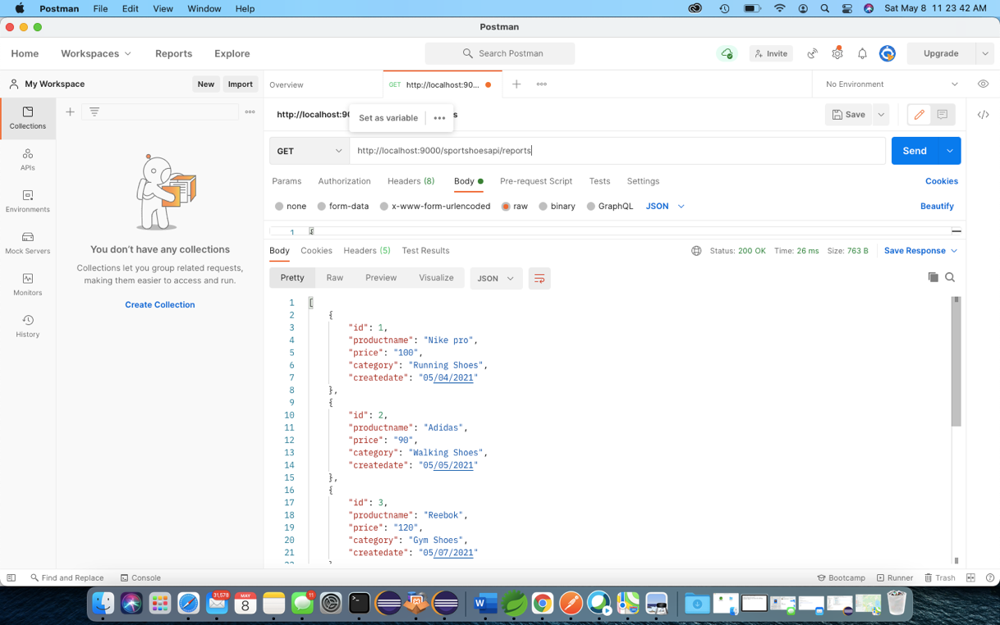 Postman File Edit Collection View Window Help Sat May 8 11 23 42 AM
Postman
Home Workspaces Reports Explore Search Postman Invite Upgrade
My Workspace New Import Overview GET http://localhost:90... No Environment
Collections
APIs
Environments
Mock Servers
Monitors
History
You don't have any collections
Collections let you group related requests,
making them easier to access and run.
Create Collection
http://localhost:90 s Save
Set as variable
GET http://localhost:9000/sportshoesapi/reports Send
Params Authorization Headers (8) Body Pre-request Script Tests Settings Cookies
none form-data x-www-form-urlencoded raw binary GraphQL JSON Beautify
1 {
Body Cookies Headers (5) Test Results Status: 200 OK Time: 26 ms Size: 763 B Save Response
Pretty Raw Preview Visualize JSON
1 [
2 {
3 "id": 1,
4 "productname": "Nike pro",
5 "price": "100",
6 "category": "Running Shoes",
7 "createdate": "05/04/2021"
8 },
9 {
10 "id": 2,
11 "productname": "Adidas",
12 "price": "90",
13 "category": "Walking Shoes",
14 "createdate": "05/05/2021"
15 },
16 {
17 "id": 3,
18 "productname": "Reebok",
19 "price": "120",
20 "category": "Gym Shoes",
21 "createdate": "05/07/2021"
22 }
Find and Replace Console Bootcamp Runner Trash
31,578 MAY 8 11